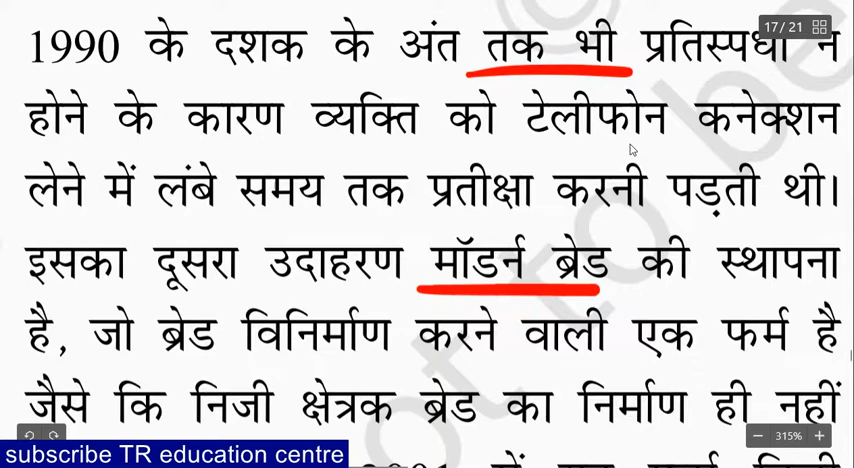 1990 के दशक के अंत तक भी प्रतिस्पर्धा न
होने के कारण व्यक्ति को टेलीफोन कनेक्शन
लेने में लंबे समय तक प्रतीक्षा करनी पड़ती थी।
इसका दूसरा उदाहरण मॉडर्न ब्रेड की स्थापना
है, जो ब्रेड विनिर्माण करने वाली एक फर्म है
जैसे कि निजी क्षेत्रक ब्रेड का निर्माण ही नहीं
17/21
315%
subscribe TR education centre